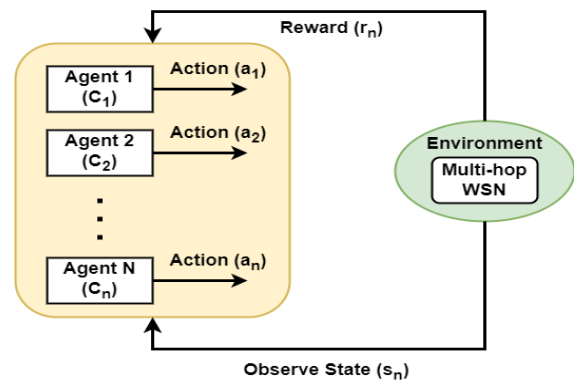 Reward (rₙ)
Agent 1
(C₁)
Action (a₁)
Agent 2
(C₂)
Action (a₂)
Agent N
(Cₙ)
Action (aₙ)
Environment
Multi-hop
WSN
Observe State (sₙ)